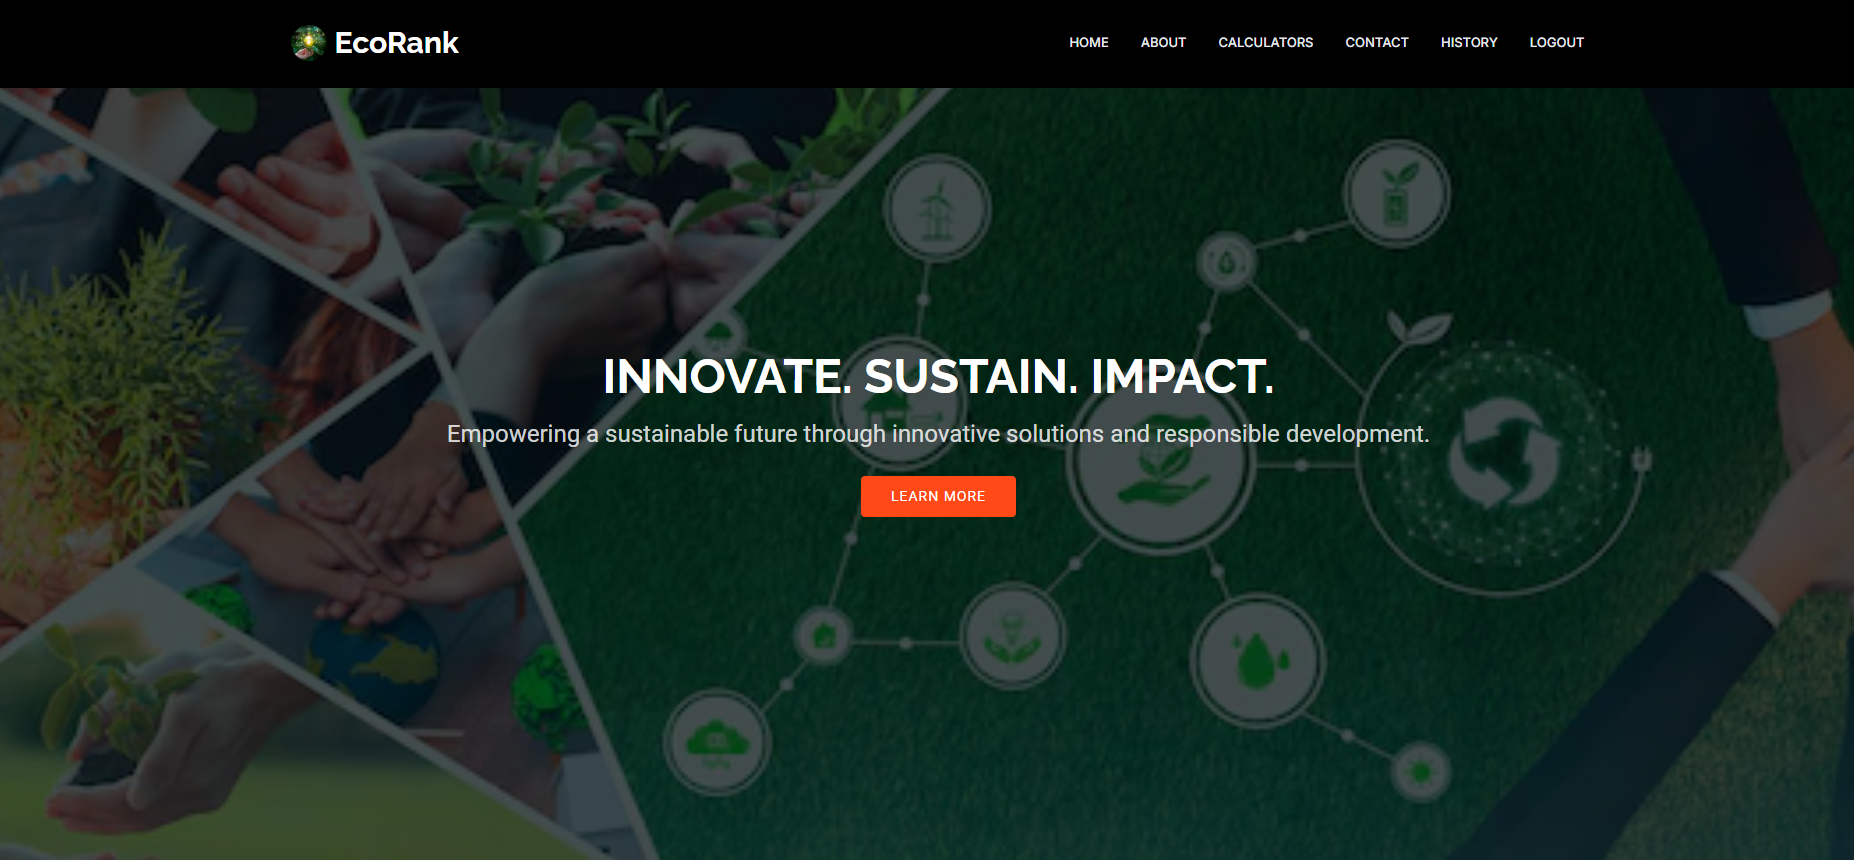 EcoRank
HOME ABOUT CALCULATORS CONTACT HISTORY LOGOUT
INNOVATE. SUSTAIN. IMPACT.
Empowering a sustainable future through innovative solutions and responsible development.
LEARN MORE